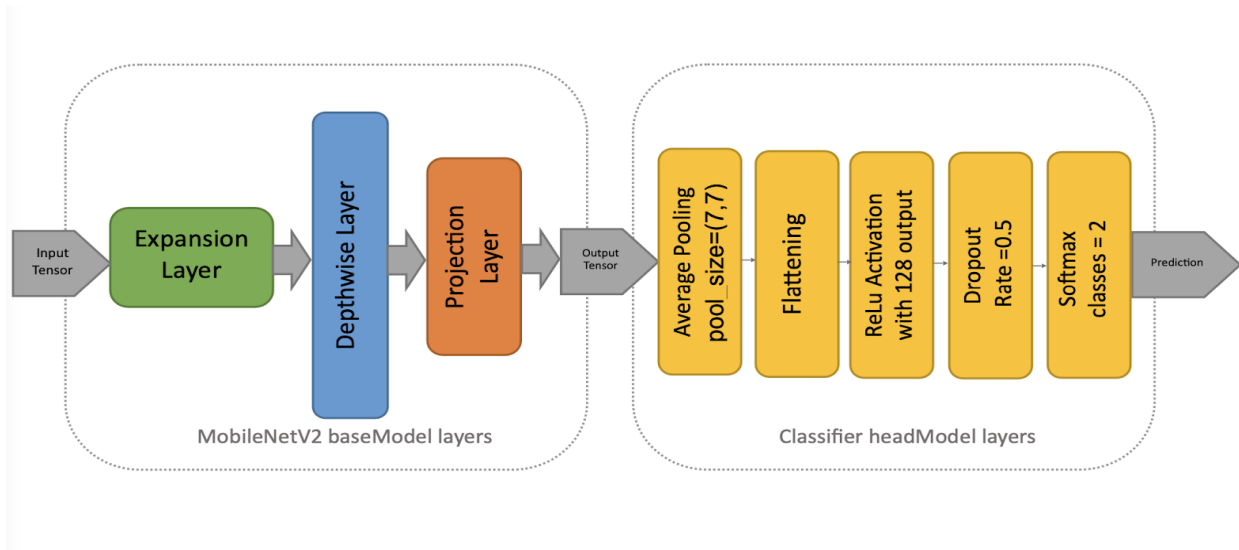 Input
Tensor
Expansion
Layer
Depthwise Layer
Projection
Layer
Output
Tensor
Average Pooling
pool_size=(7,7)
Flattening
ReLu Activation
with 128 output
Dropout
Rate =0.5
Softmax
classes = 2
Prediction
MobileNetV2 baseModel layers
Classifier headModel layers